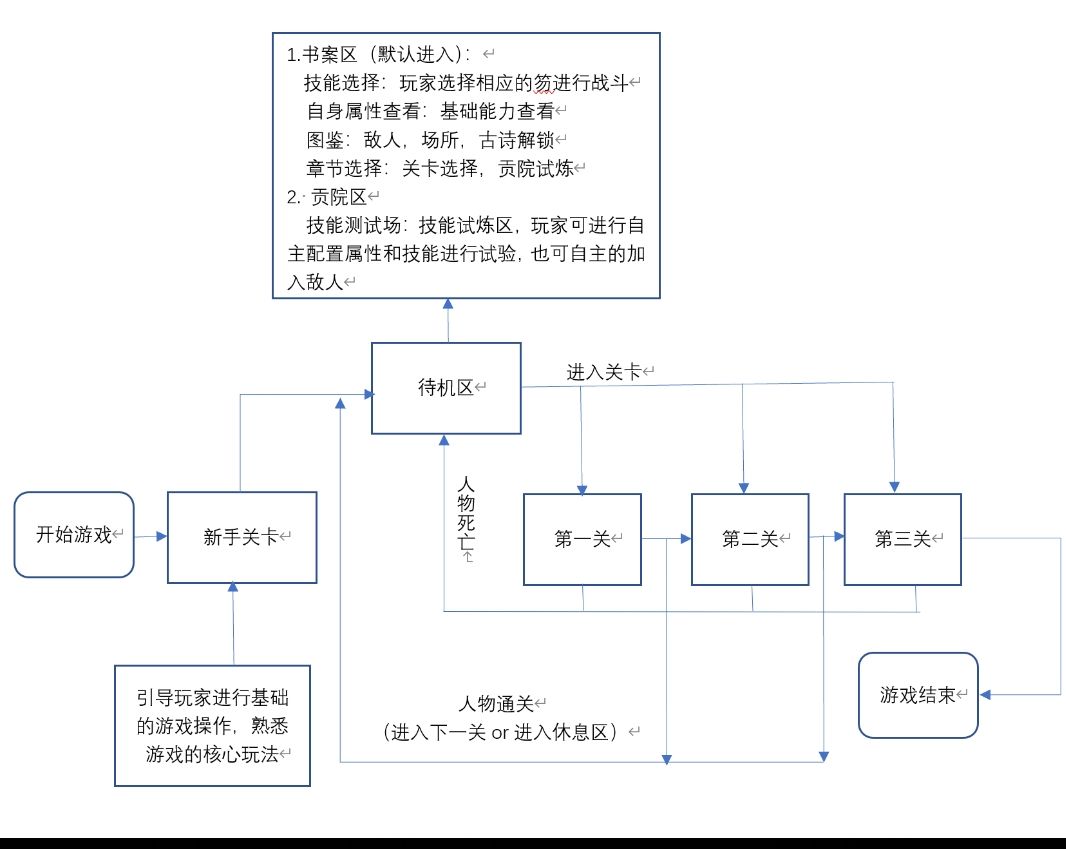 1.书案区（默认进入）：
技能选择：玩家选择相应的笏进行战斗
自身属性查看：基础能力查看
图鉴：敌人，场所，古诗解锁
章节选择：关卡选择，贡院试炼
2. 贡院区
技能测试场：技能试炼区，玩家可进行自
主配置属性和技能进行试验，也可自主的加
入敌人
待机区
进入关卡
人物死亡
开始游戏
新手关卡
第一关
第二关
第三关
引导玩家进行基础
的游戏操作，熟悉
游戏的核心玩法
人物通关
（进入下一关 or 进入休息区）
游戏结束